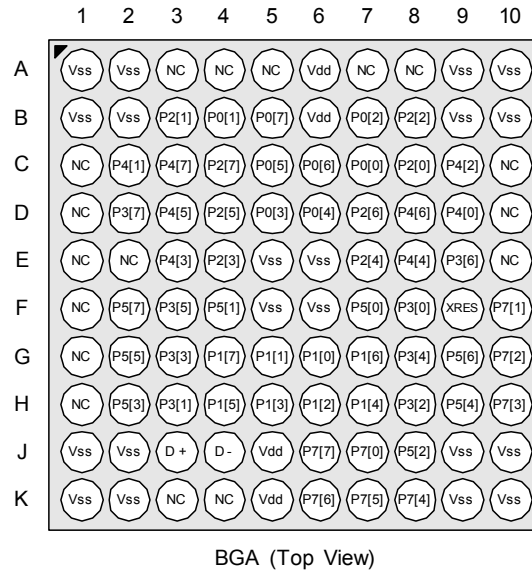 1 2 3 4 5 6 7 8 9 10
A Vss Vss NC NC NC Vdd NC NC Vss Vss
B Vss Vss P2[1] P0[1] P0[7] Vdd P0[2] P2[2] Vss Vss
C NC P4[1] P4[7] P2[7] P0[5] P0[6] P0[0] P2[0] P4[2] NC
D NC P3[7] P4[5] P2[5] P0[3] P0[4] P2[6] P4[6] P4[0] NC
E NC NC P4[3] P2[3] Vss Vss P2[4] P4[4] P3[6] NC
F NC P5[7] P3[5] P5[1] Vss Vss P5[0] P3[0] XRES P7[1]
G NC P5[5] P3[3] P1[7] P1[1] P1[0] P1[6] P3[4] P5[6] P7[2]
H NC P5[3] P3[1] P1[5] P1[3] P1[2] P1[4] P3[2] P5[4] P7[3]
J Vss Vss D + D - Vdd P7[7] P7[0] P5[2] Vss Vss
K Vss Vss NC NC Vdd P7[6] P7[5] P7[4] Vss Vss
BGA (Top View)